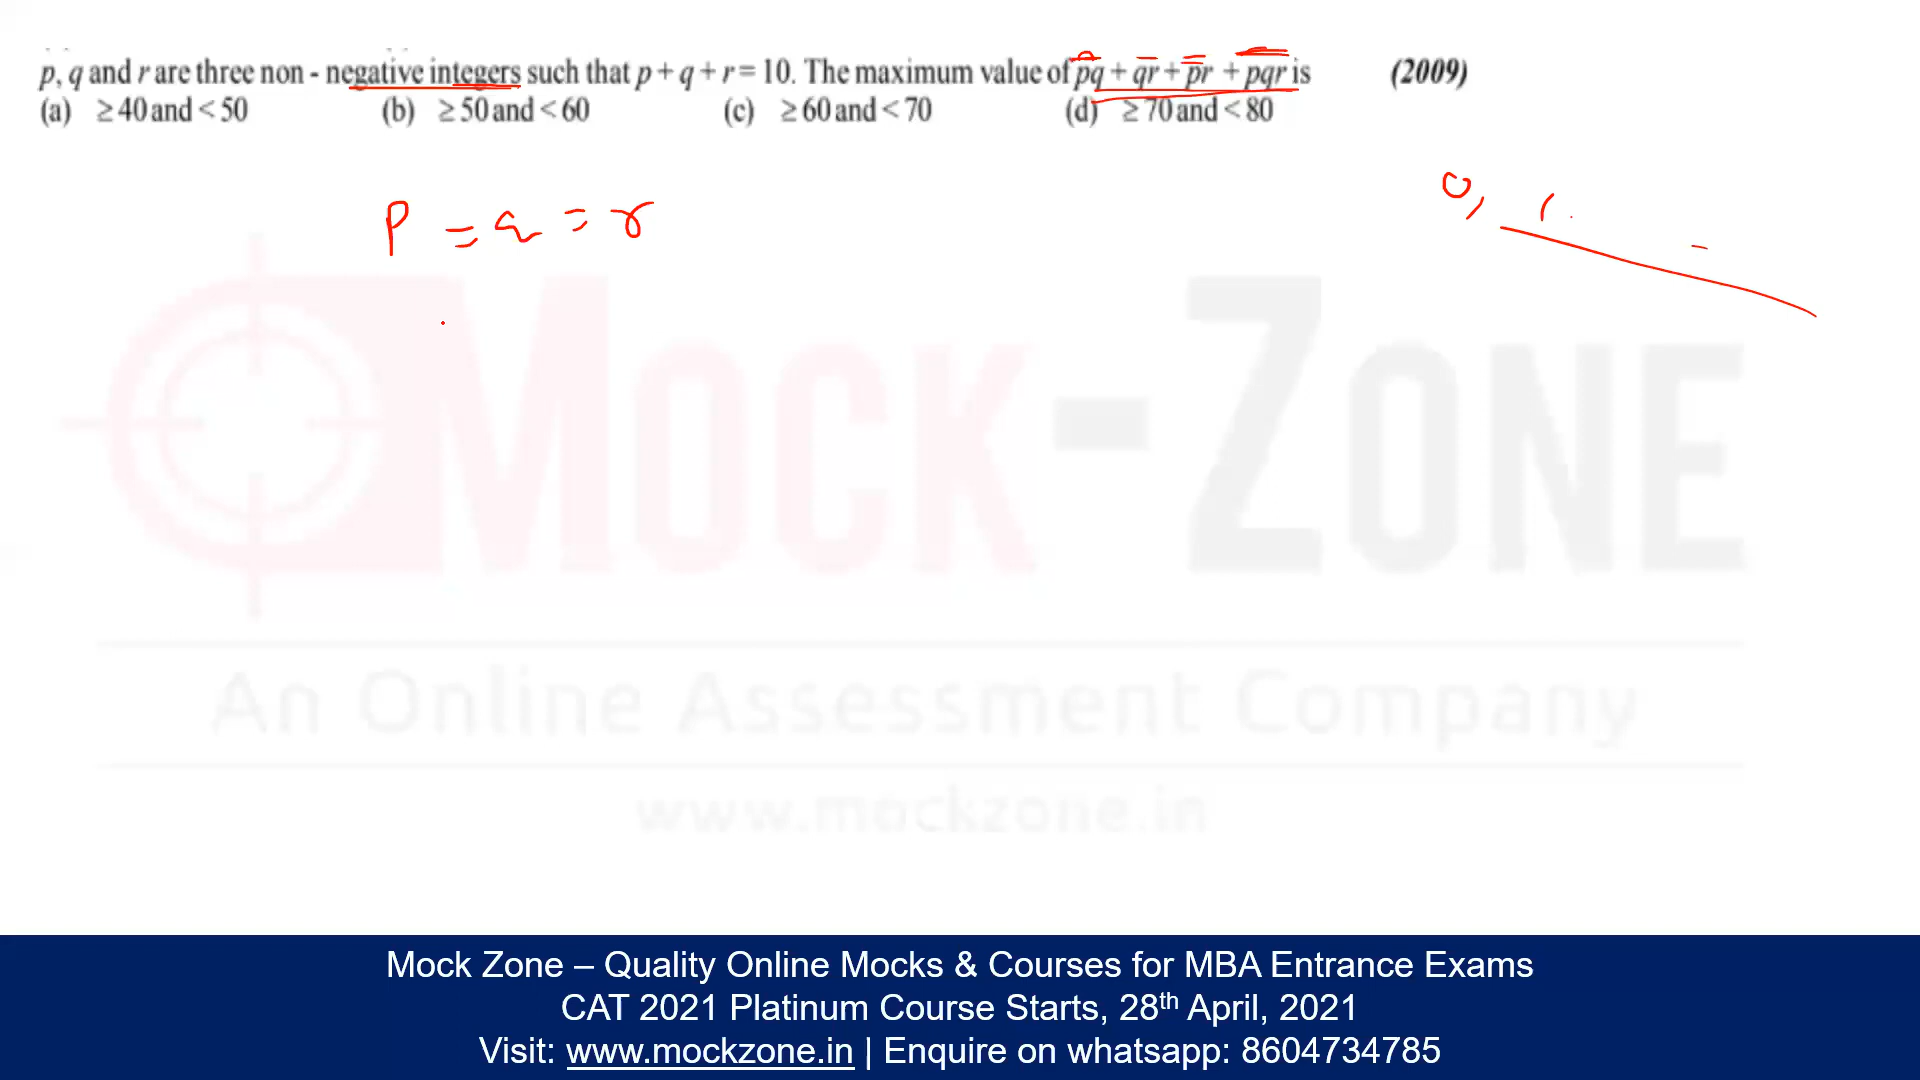 p, q and r are three non - negative integers such that p + q + r = 10. The maximum value of pq + qr + pr + pqr is (2009)
(a) ≥ 40 and < 50 (b) ≥ 50 and < 60 (c) ≥ 60 and < 70 (d) ≥ 70 and < 80
0, 1
P = q = r
MOCK-ZONE
An Online Assessment Company
www.mockzone.in
Mock Zone – Quality Online Mocks & Courses for MBA Entrance Exams
CAT 2021 Platinum Course Starts, 28th April, 2021
Visit: www.mockzone.in | Enquire on whatsapp: 8604734785